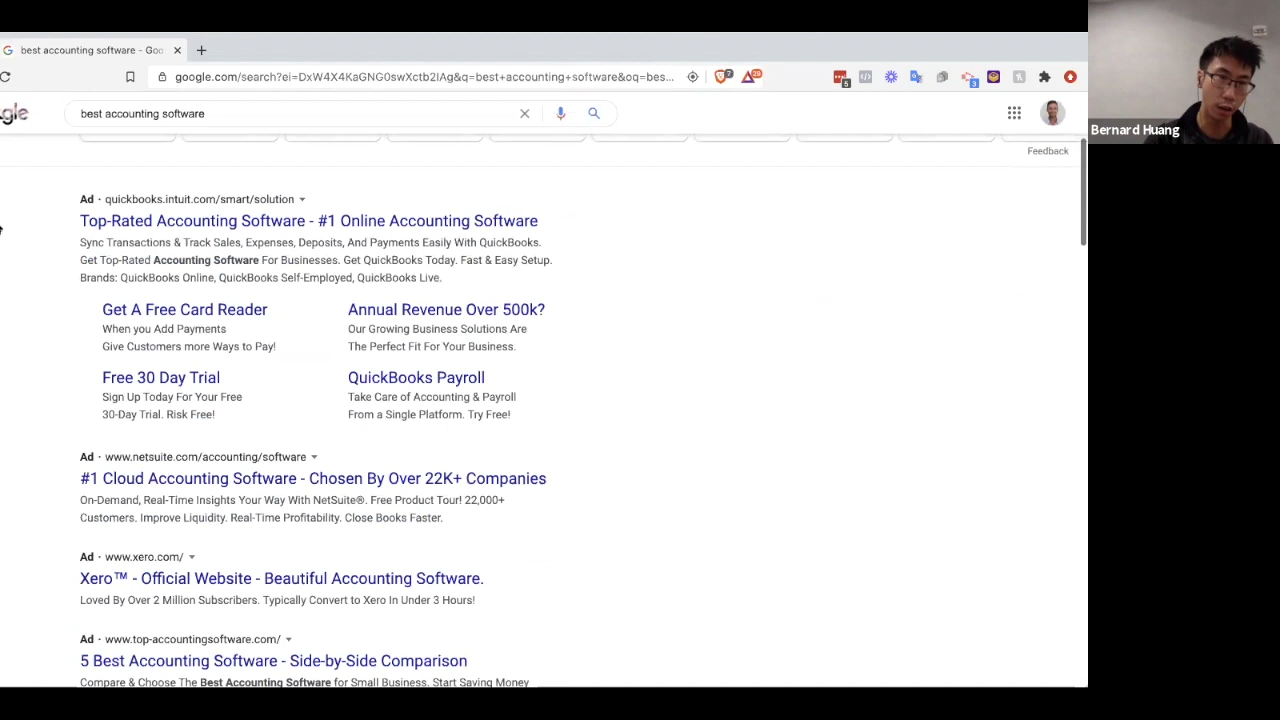 best accounting software - Goo
google.com/search?ei=DxW4X4KaGNG0swXctb2IAg&q=best+accounting+software&oq=bes...
7
29
5
3
gle
best accounting software
Bernard Huang
Feedback
Ad · quickbooks.intuit.com/smart/solution
Top-Rated Accounting Software - #1 Online Accounting Software
Sync Transactions & Track Sales, Expenses, Deposits, And Payments Easily With QuickBooks.
Get Top-Rated Accounting Software For Businesses. Get QuickBooks Today. Fast & Easy Setup.
Brands: QuickBooks Online, QuickBooks Self-Employed, QuickBooks Live.
Get A Free Card Reader
When you Add Payments
Give Customers more Ways to Pay!
Annual Revenue Over 500k?
Our Growing Business Solutions Are
The Perfect Fit For Your Business.
Free 30 Day Trial
Sign Up Today For Your Free
30-Day Trial. Risk Free!
QuickBooks Payroll
Take Care of Accounting & Payroll
From a Single Platform. Try Free!
Ad · www.netsuite.com/accounting/software
#1 Cloud Accounting Software - Chosen By Over 22K+ Companies
On-Demand, Real-Time Insights Your Way With NetSuite®. Free Product Tour! 22,000+
Customers. Improve Liquidity. Real-Time Profitability. Close Books Faster.
Ad · www.xero.com/
Xero™ - Official Website - Beautiful Accounting Software.
Loved By Over 2 Million Subscribers. Typically Convert to Xero In Under 3 Hours!
Ad · www.top-accountingsoftware.com/
5 Best Accounting Software - Side-by-Side Comparison
Compare & Choose The Best Accounting Software for Small Business. Start Saving Money